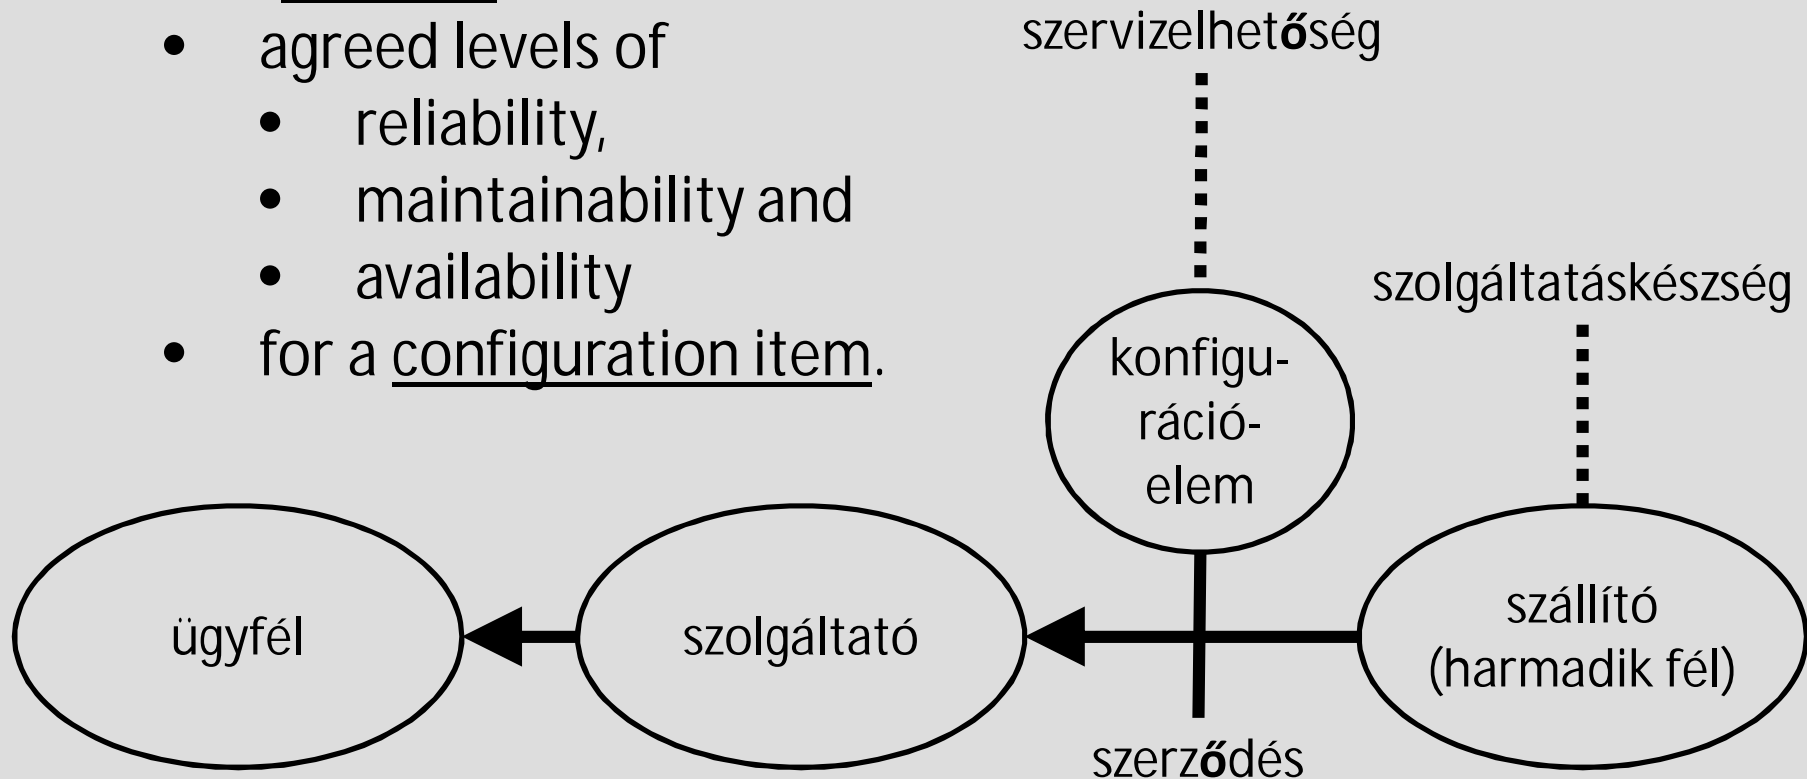 • agreed levels of
• reliability,
• maintainability and
• availability
• for a configuration item.
szervizelhetőség
szolgáltatáskészség
konfigu-
ráció-
elem
ügyfél
szolgáltató
szállító
(harmadik fél)
szerződés